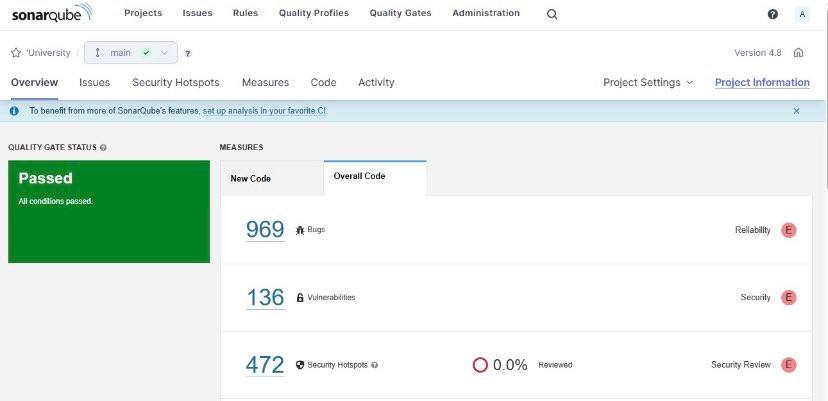 sonarqube Projects Issues Rules Quality Profiles Quality Gates Administration ? A
'University / main ? Version 4.8
Overview Issues Security Hotspots Measures Code Activity Project Settings Project Information
To benefit from more of SonarQube's features, set up analysis in your favorite CI.
QUALITY GATE STATUS ? MEASURES
Passed
All conditions passed.
New Code Overall Code
969 Bugs Reliability E
136 Vulnerabilities Security E
472 Security Hotspots ? 0.0% Reviewed Security Review E